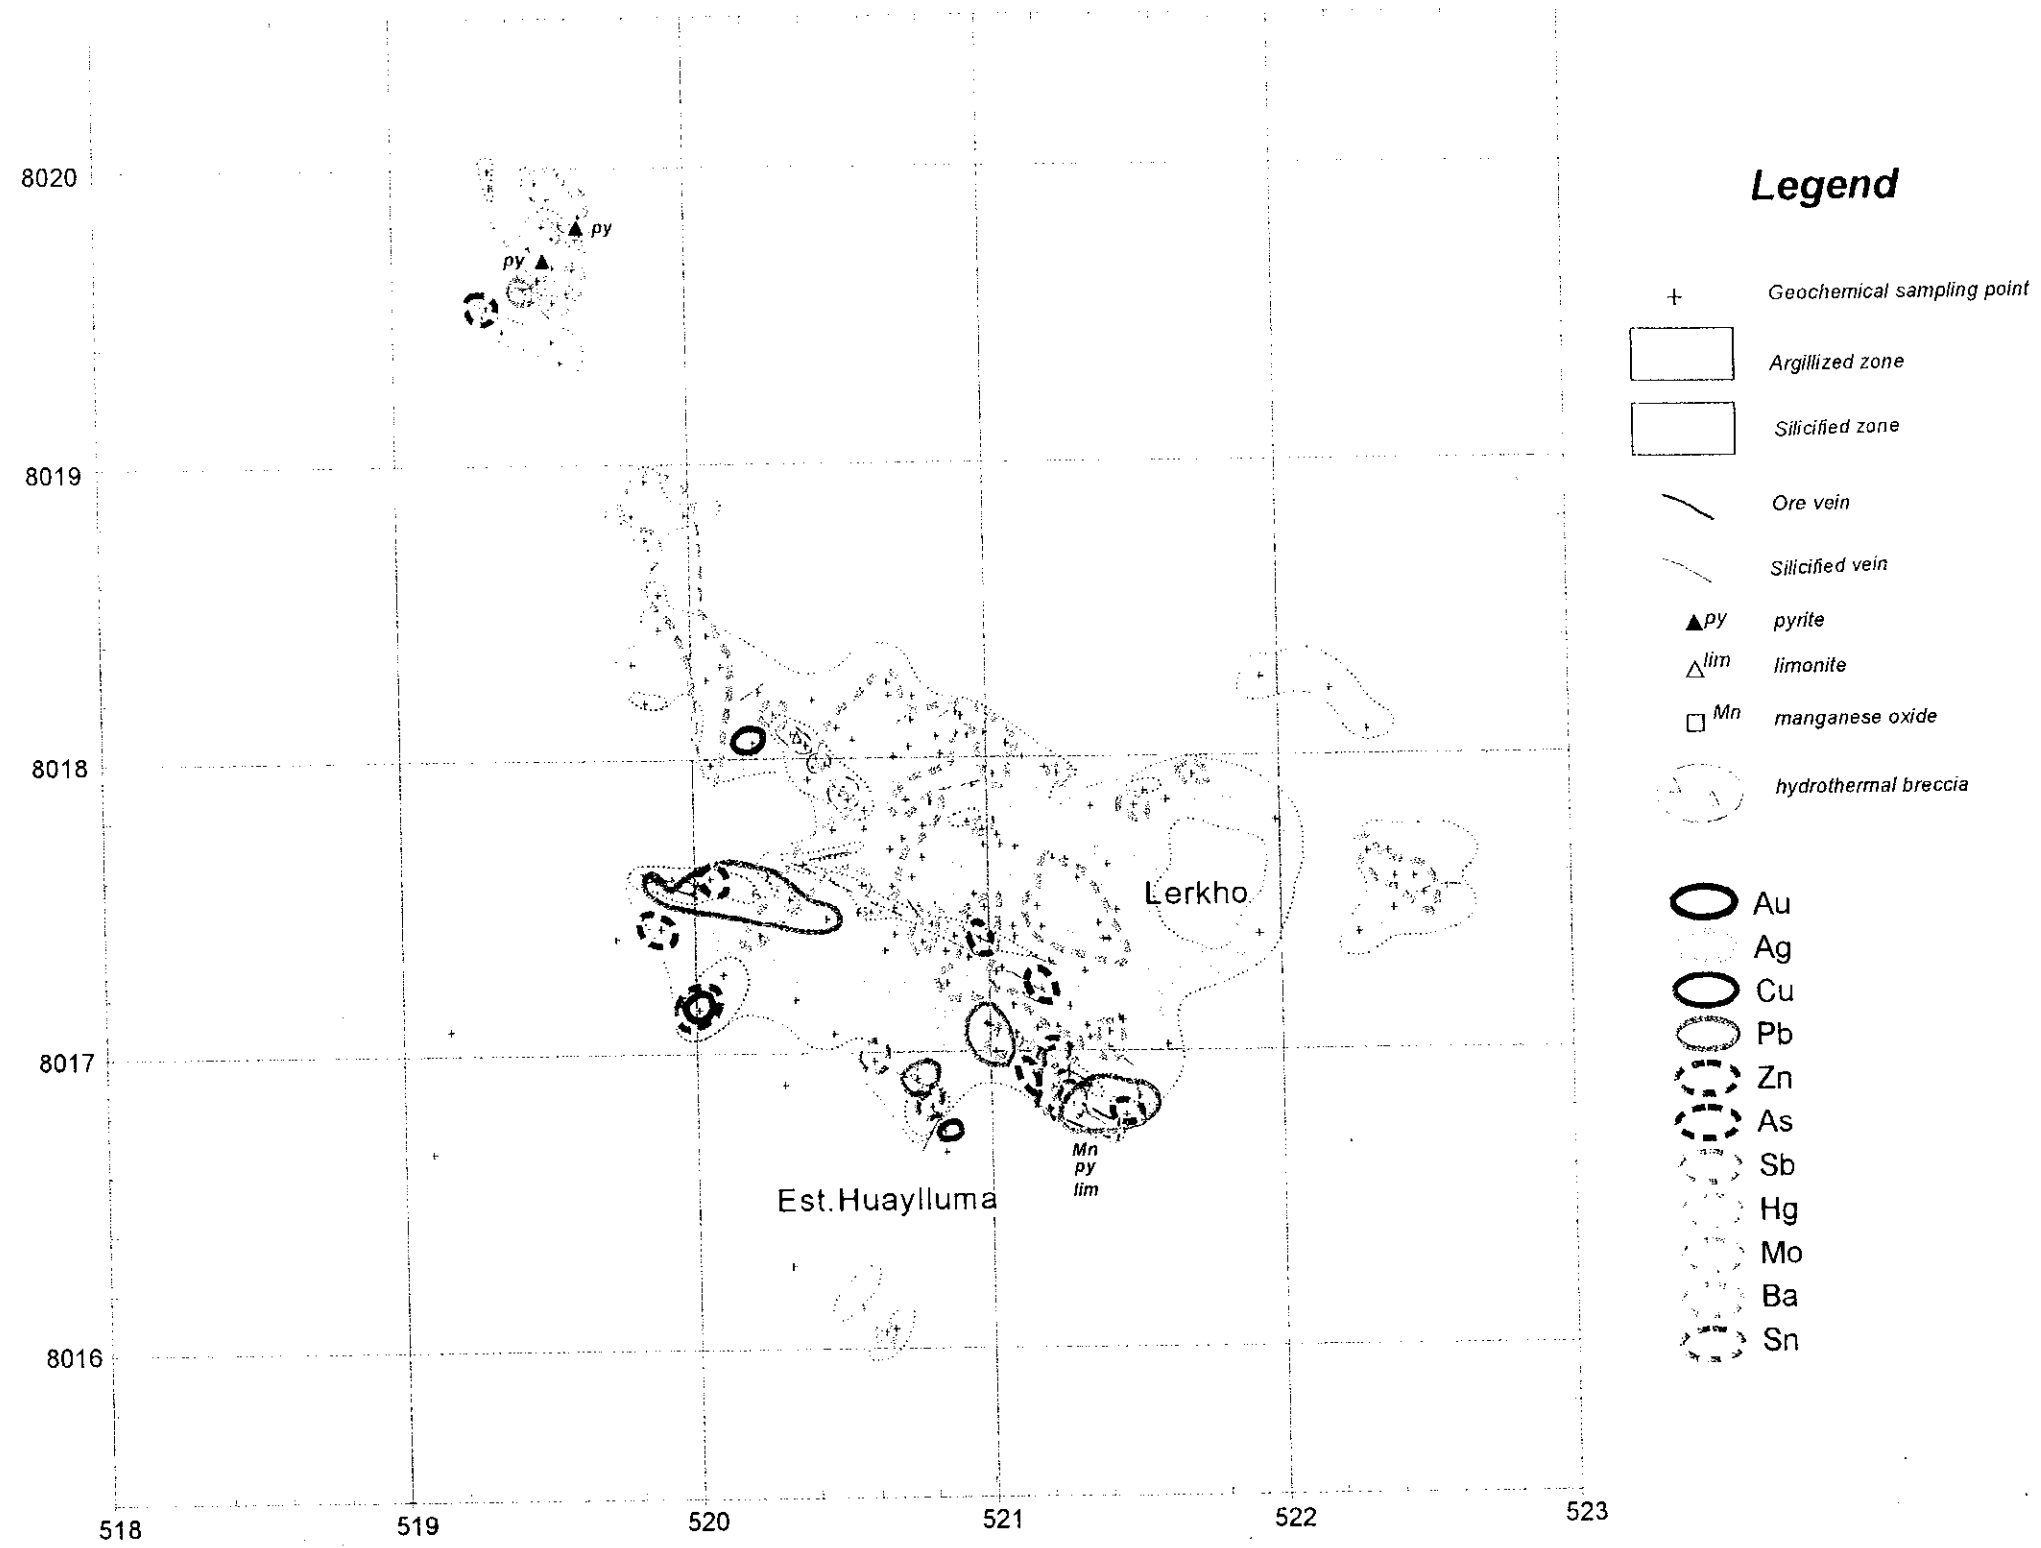 8020
8019
8018
8017
8016
518
519
520
521
522
523
py
py
Lerkho
Mn
py
lim
Est.Huaylluma
Legend
Geochemical sampling point
Argillized zone
Silicified zone
Ore vein
Silicified vein
py pyrite
lim limonite
Mn manganese oxide
hydrothermal breccia
Au
Ag
Cu
Pb
Zn
As
Sb
Hg
Mo
Ba
Sn